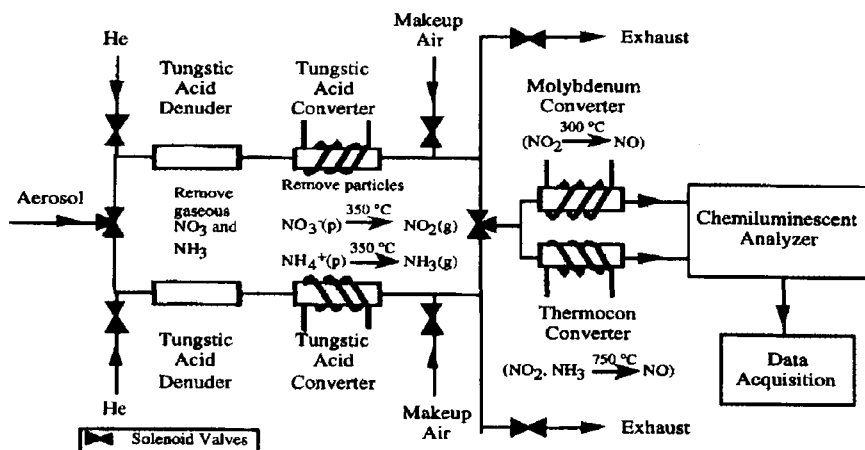 He
Makeup
Air
Exhaust
Tungstic
Acid
Denuder
Tungstic
Acid
Converter
Molybdenum
Converter
(NO2 300 °C NO)
Aerosol
Remove
gaseous
NO3 and
NH3
Remove particles
NO3-(p) 350 °C NO2(g)
NH4+(p) 350 °C NH3(g)
Chemiluminescent
Analyzer
Thermocon
Converter
(NO2, NH3 750 °C NO)
Data
Acquisition
Tungstic
Acid
Denuder
Tungstic
Acid
Converter
He
Makeup
Air
Exhaust
Solenoid Valves